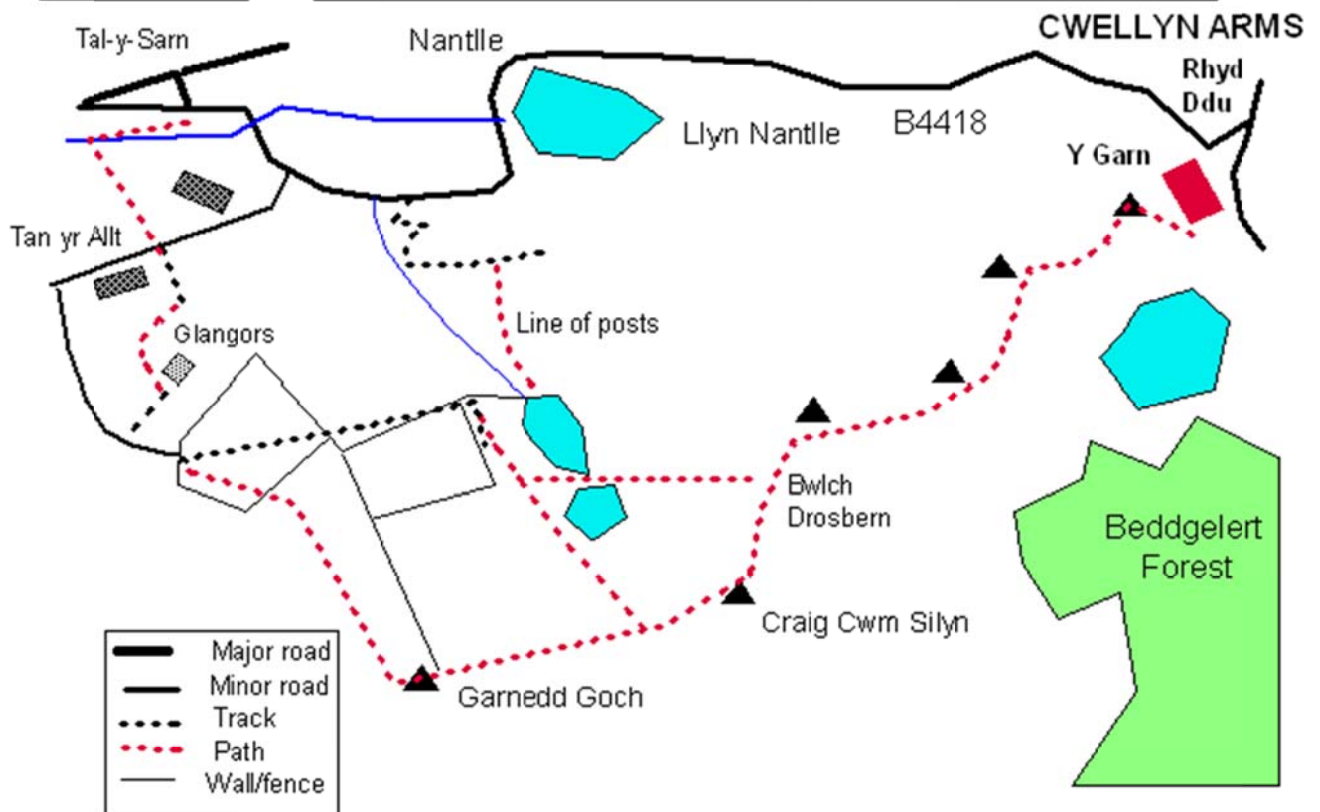 CWELLYN ARMS
Tal-y-Sarn
Nantlle
Rhyd
Ddu
Llyn Nantlle
B4418
Y Garn
Tan yr Allt
Glangors
Line of posts
Bwlch
Drosbern
Beddgelert
Forest
Craig Cwm Silyn
Garnedd Goch
Major road
Minor road
Track
Path
Wall/fence